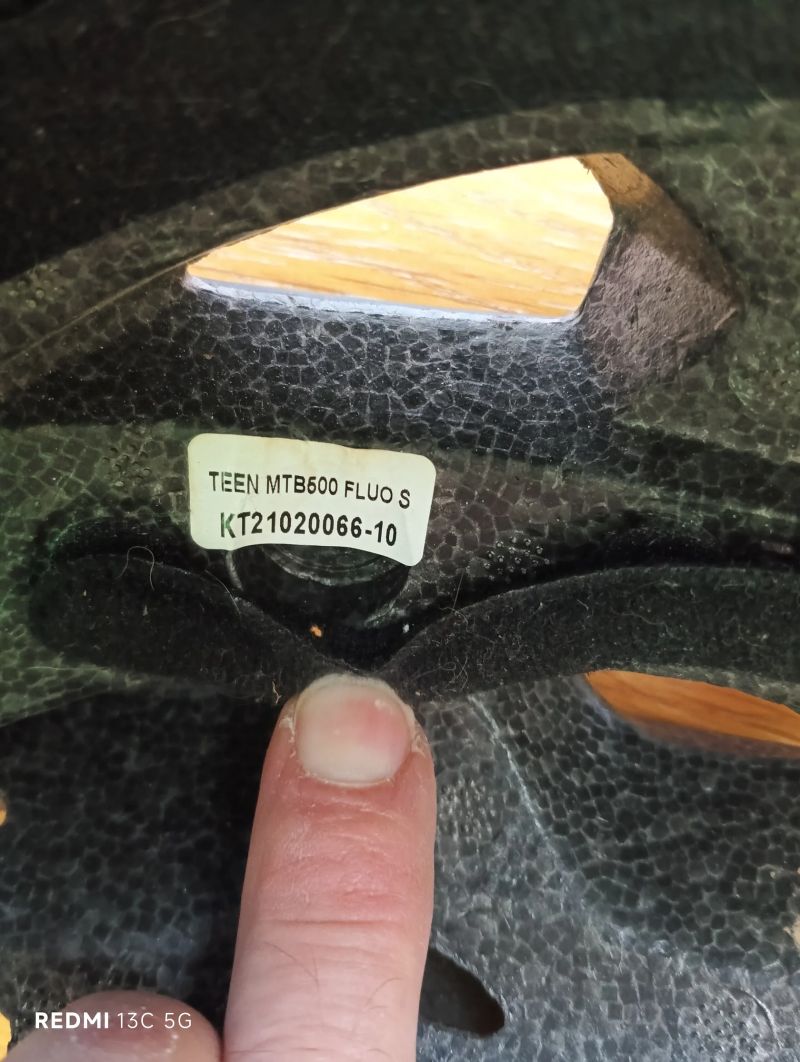 TEEN MTB500 FLUO S
KT21020066-10
REDMI 13C 5G